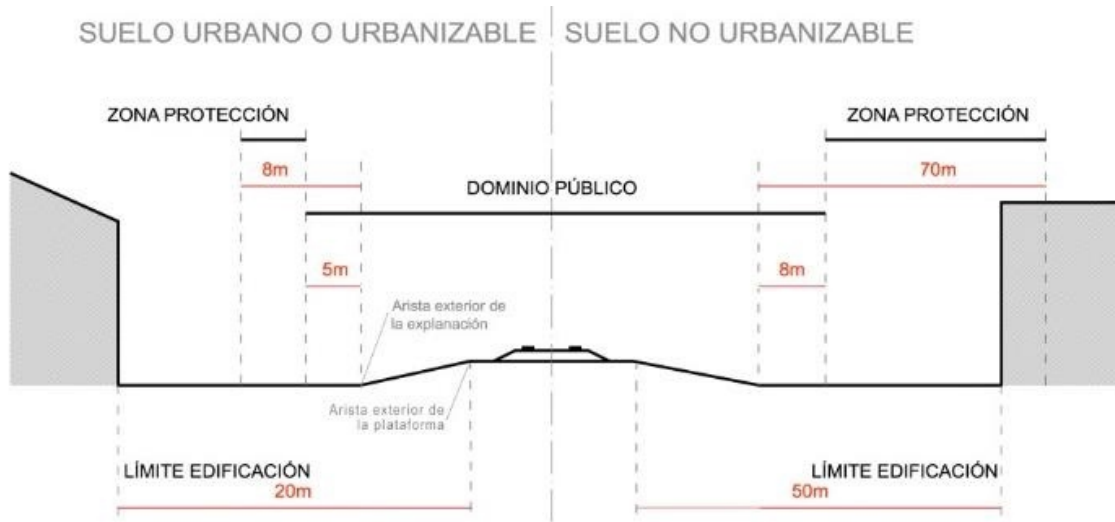 SUELO URBANO O URBANIZABLE
SUELO NO URBANIZABLE
ZONA PROTECCIÓN
ZONA PROTECCIÓN
8m
70m
DOMINIO PÚBLICO
5m
8m
Arista exterior de
la explanación
Arista exterior de
la plataforma
LÍMITE EDIFICACIÓN
LÍMITE EDIFICACIÓN
20m
50m